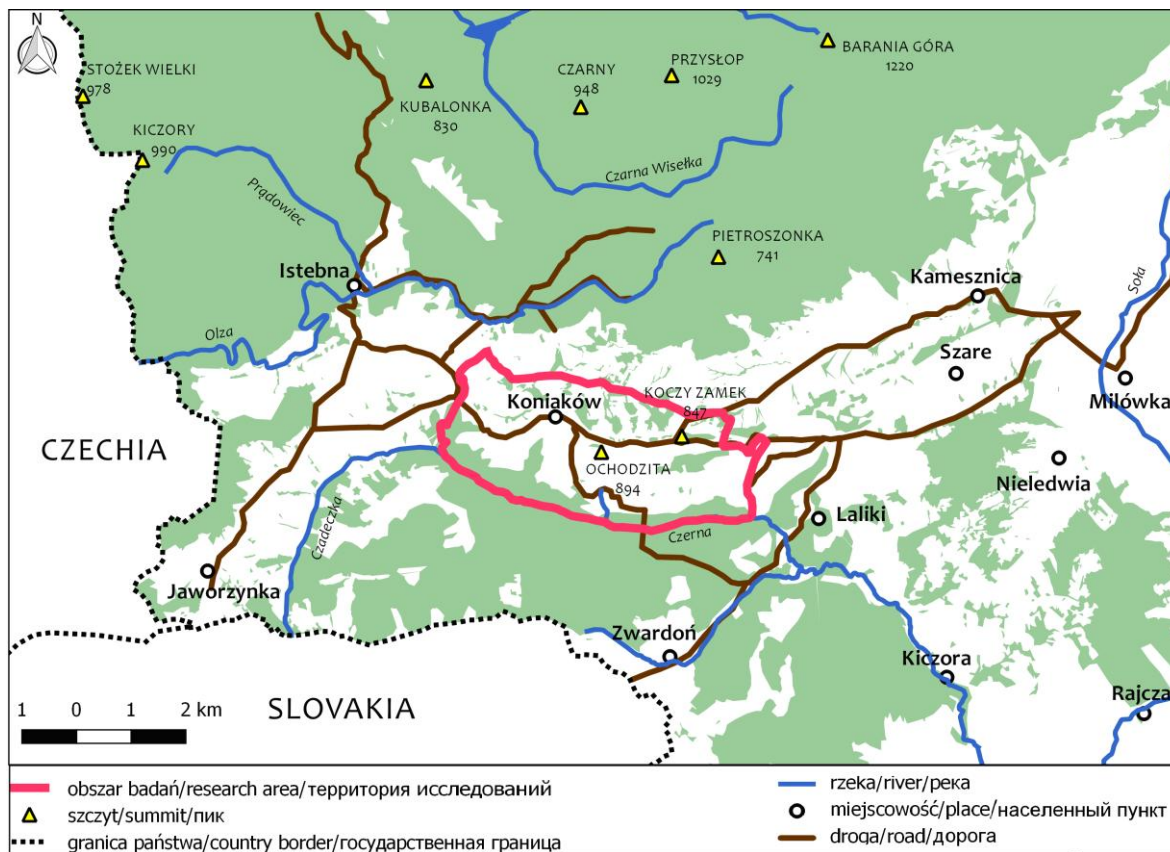 N
STOŻEK WIELKI
978
KICZORY
990
KUBALONKA
830
CZARNY
948
PRZYSŁOP
1029
BARANIA GÓRA
1220
Prądowiec
Czarna Wisełka
PIETROSZONKA
741
Istebna
Kamesznica
Soła
Olza
Szare
Milówka
KOCZY ZAMEK
847
Koniaków
CZECHIA
OCHODZITA
894
Nieledwia
Czadeczka
Laliki
Czerna
Jaworzynka
Zwardoń
Kiczora
Rajcza
SLOVAKIA
1 0 1 2 km
obszar badań/research area/территория исследований
szczyt/summit/пик
granica państwa/country border/государственная граница
rzeka/river/река
miejscowość/place/населенный пункт
droga/road/дорога